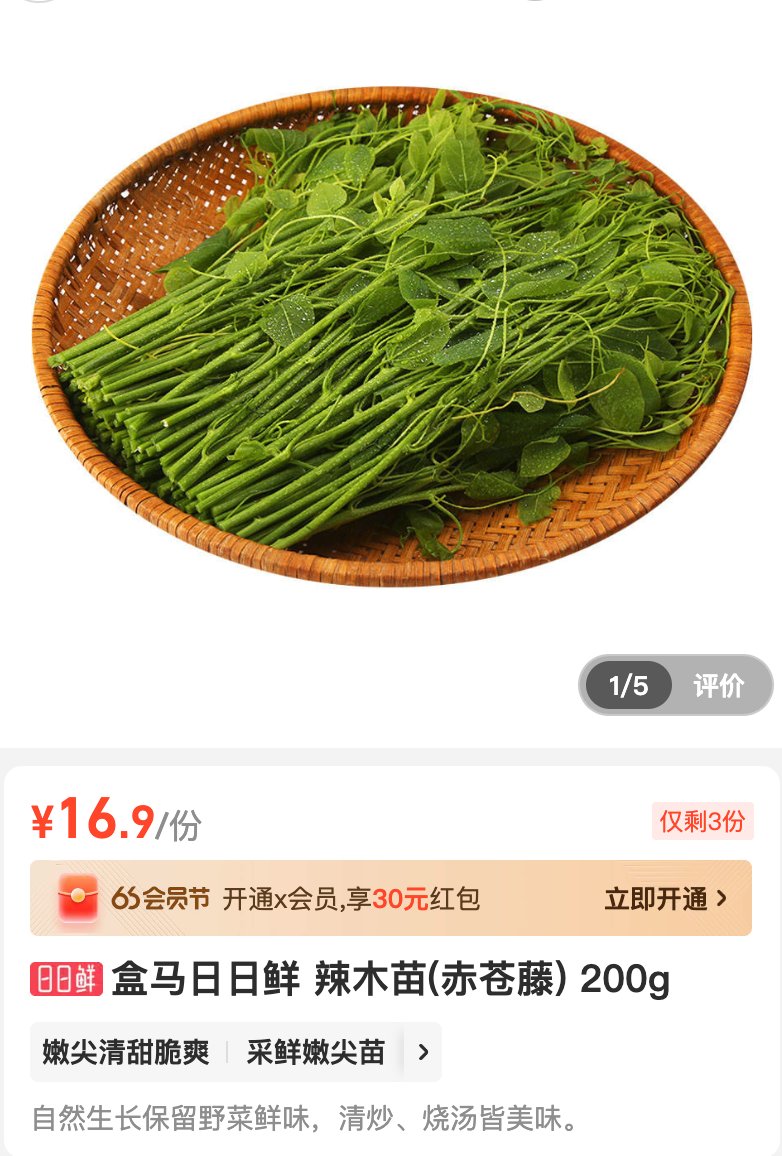 1/5 评价
¥16.9/份 仅剩3份
66会员节 开通x会员,享30元红包 立即开通
日日鲜 盒马日日鲜 辣木苗(赤苍藤) 200g
嫩尖清甜脆爽 采鲜嫩尖苗
自然生长保留野菜鲜味，清炒、烧汤皆美味。